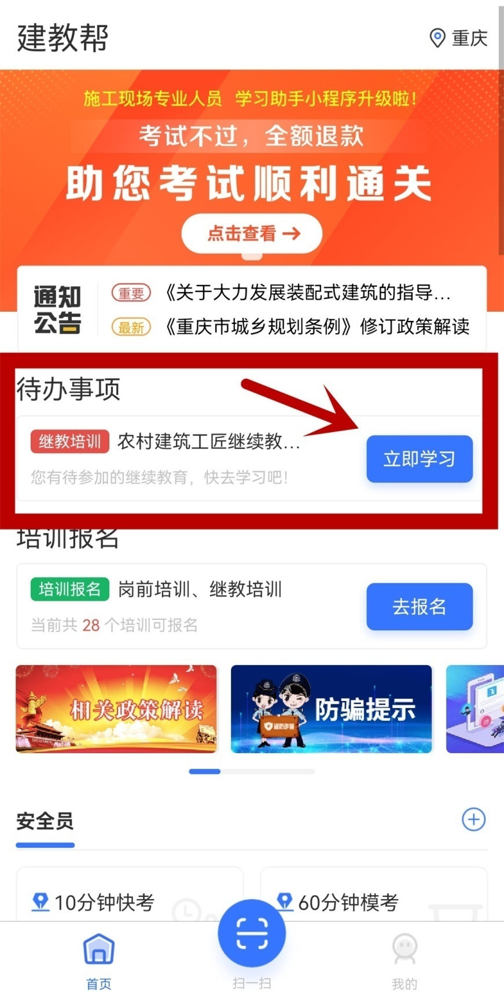 建教帮
重庆
施工现场专业人员 学习助手小程序升级啦!
考试不过，全额退款
助您考试顺利通关
点击查看
通知
公告
重要 《关于大力发展装配式建筑的指导...
最新 《重庆市城乡规划条例》修订政策解读
待办事项
继教培训 农村建筑工匠继续教...
您有待参加的继续教育，快去学习吧!
立即学习
培训报名
培训报名 岗前培训、继教培训
当前共 28 个培训可报名
去报名
相关政策解读
防骗提示
安全员
10分钟快考
60分钟模考
首页
扫一扫
我的